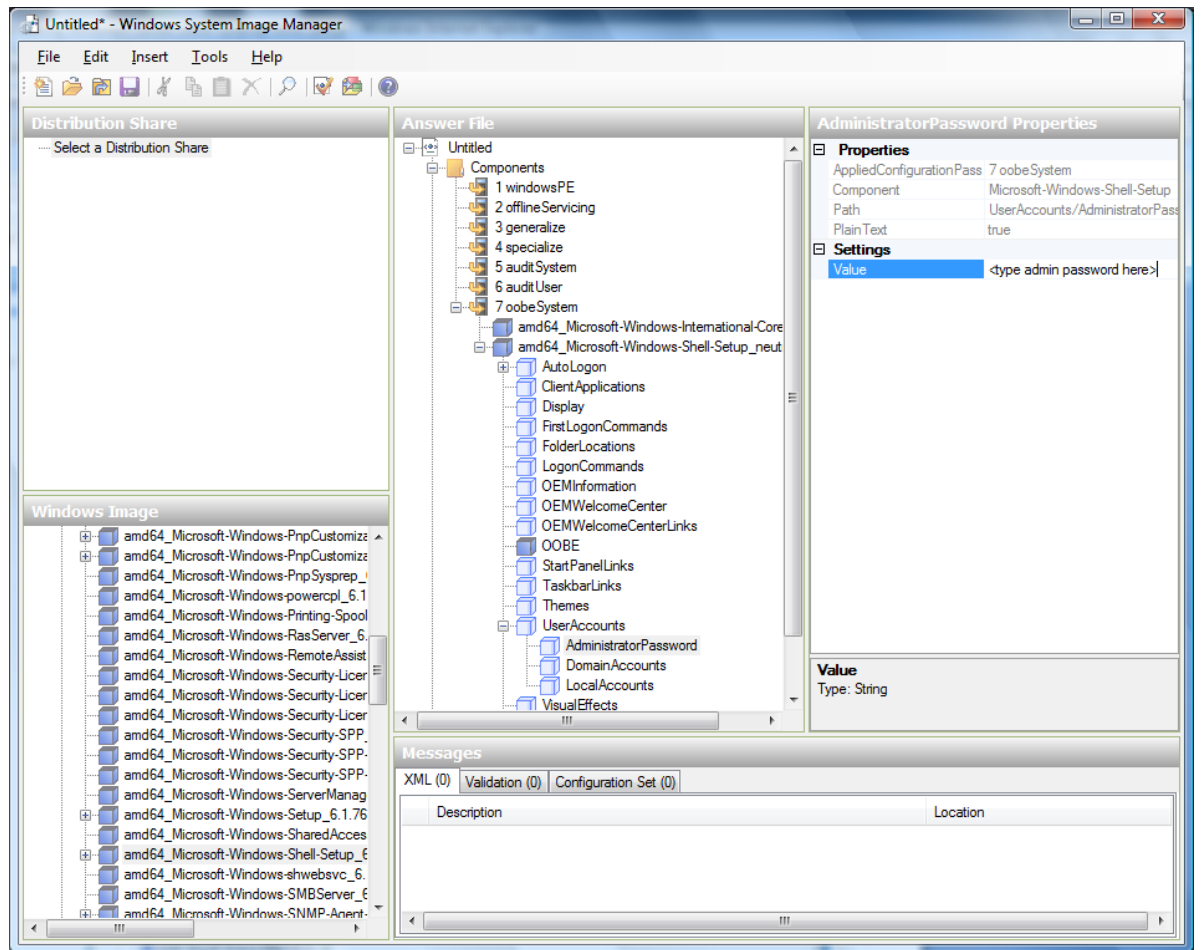 Untitled* - Windows System Image Manager
File Edit Insert Tools Help
Distribution Share
Select a Distribution Share
Windows Image
amd64_Microsoft-Windows-PnpCustomiza
amd64_Microsoft-Windows-PnpCustomiza
amd64_Microsoft-Windows-PnpSysprep_
amd64_Microsoft-Windows-powercpl_6.1
amd64_Microsoft-Windows-Printing-Spool
amd64_Microsoft-Windows-RasServer_6.
amd64_Microsoft-Windows-RemoteAssist
amd64_Microsoft-Windows-Security-Licer
amd64_Microsoft-Windows-Security-Licer
amd64_Microsoft-Windows-Security-Licer
amd64_Microsoft-Windows-Security-SPP_
amd64_Microsoft-Windows-Security-SPP-
amd64_Microsoft-Windows-Security-SPP-
amd64_Microsoft-Windows-ServerManag
amd64_Microsoft-Windows-Setup_6.1.76
amd64_Microsoft-Windows-SharedAcces
amd64_Microsoft-Windows-Shell-Setup_6
amd64_Microsoft-Windows-shwebsvc_6.
amd64_Microsoft-Windows-SMBServer_6
amd64_Microsoft-Windows-SNMP-Agent-
Answer File
Untitled
Components
1 windowsPE
2 offlineServicing
3 generalize
4 specialize
5 auditSystem
6 auditUser
7 oobeSystem
amd64_Microsoft-Windows-International-Core
amd64_Microsoft-Windows-Shell-Setup_neut
AutoLogon
ClientApplications
Display
FirstLogonCommands
FolderLocations
LogonCommands
OEMInformation
OEMWelcomeCenter
OEMWelcomeCenterLinks
OOBE
StartPanelLinks
TaskbarLinks
Themes
UserAccounts
AdministratorPassword
DomainAccounts
LocalAccounts
VisualEffects
AdministratorPassword Properties
Properties
AppliedConfigurationPass 7 oobeSystem
Component Microsoft-Windows-Shell-Setup
Path UserAccounts/AdministratorPass
PlainText true
Settings
Value <type admin password here>
Value
Type: String
Messages
XML (0) Validation (0) Configuration Set (0)
Description Location